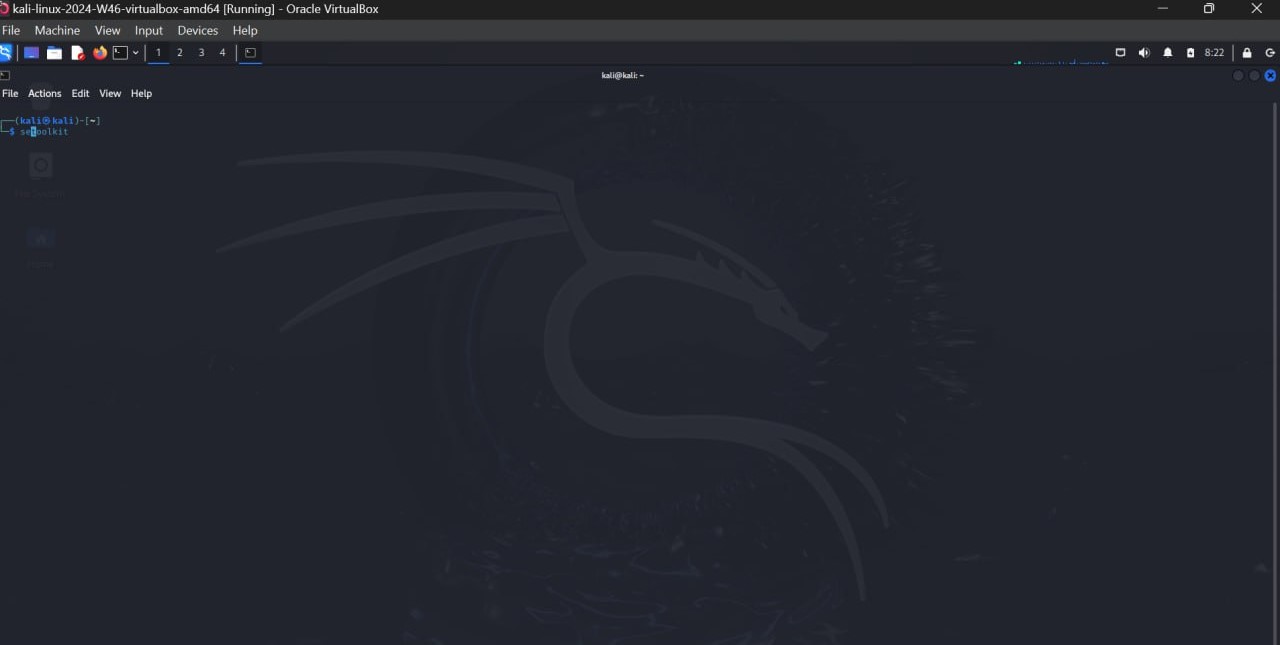 kali-linux-2024-W46-virtualbox-amd64 [Running] - Oracle VirtualBox
File Machine View Input Devices Help
1 2 3 4 8:22
kali@kali: ~
File Actions Edit View Help
(kali㉿kali)-[~]
$ setoolkit